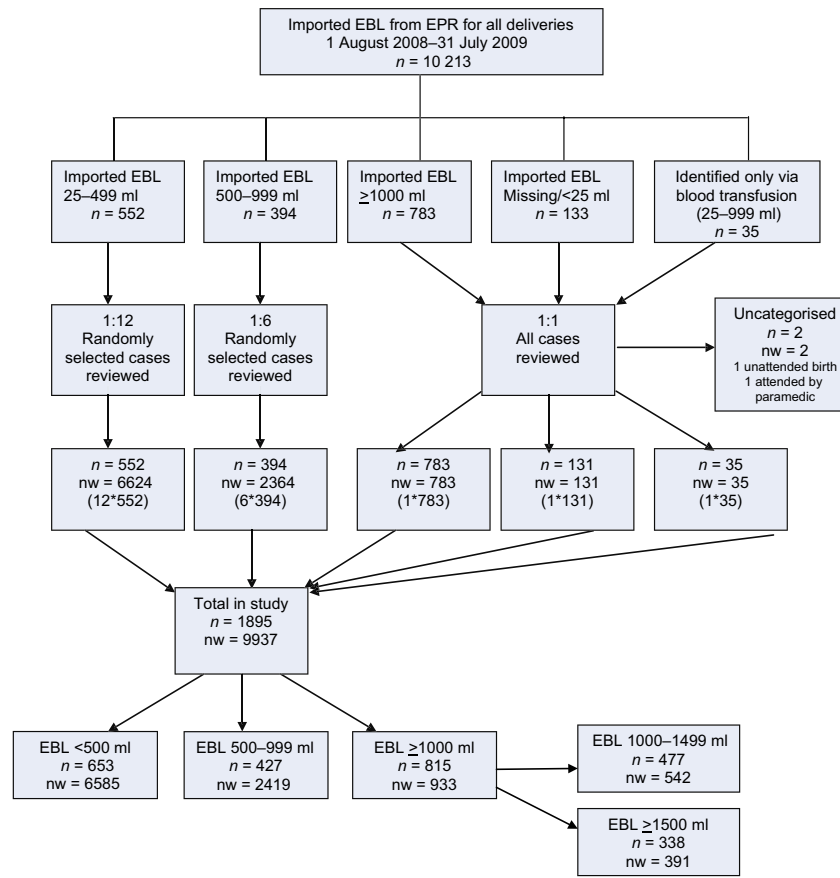 Imported EBL from EPR for all deliveries
1 August 2008–31 July 2009
n = 10 213
Imported EBL
25–499 ml
n = 552
Imported EBL
500–999 ml
n = 394
Imported EBL
≥1000 ml
n = 783
Imported EBL
Missing/<25 ml
n = 133
Identified only via
blood transfusion
(25–999 ml)
n = 35
1:12
Randomly
selected cases
reviewed
1:6
Randomly
selected cases
reviewed
1:1
All cases
reviewed
Uncategorised
n = 2
nw = 2
1 unattended birth
1 attended by
paramedic
n = 552
nw = 6624
(12*552)
n = 394
nw = 2364
(6*394)
n = 783
nw = 783
(1*783)
n = 131
nw = 131
(1*131)
n = 35
nw = 35
(1*35)
Total in study
n = 1895
nw = 9937
EBL <500 ml
n = 653
nw = 6585
EBL 500–999 ml
n = 427
nw = 2419
EBL ≥1000 ml
n = 815
nw = 933
EBL 1000–1499 ml
n = 477
nw = 542
EBL ≥1500 ml
n = 338
nw = 391